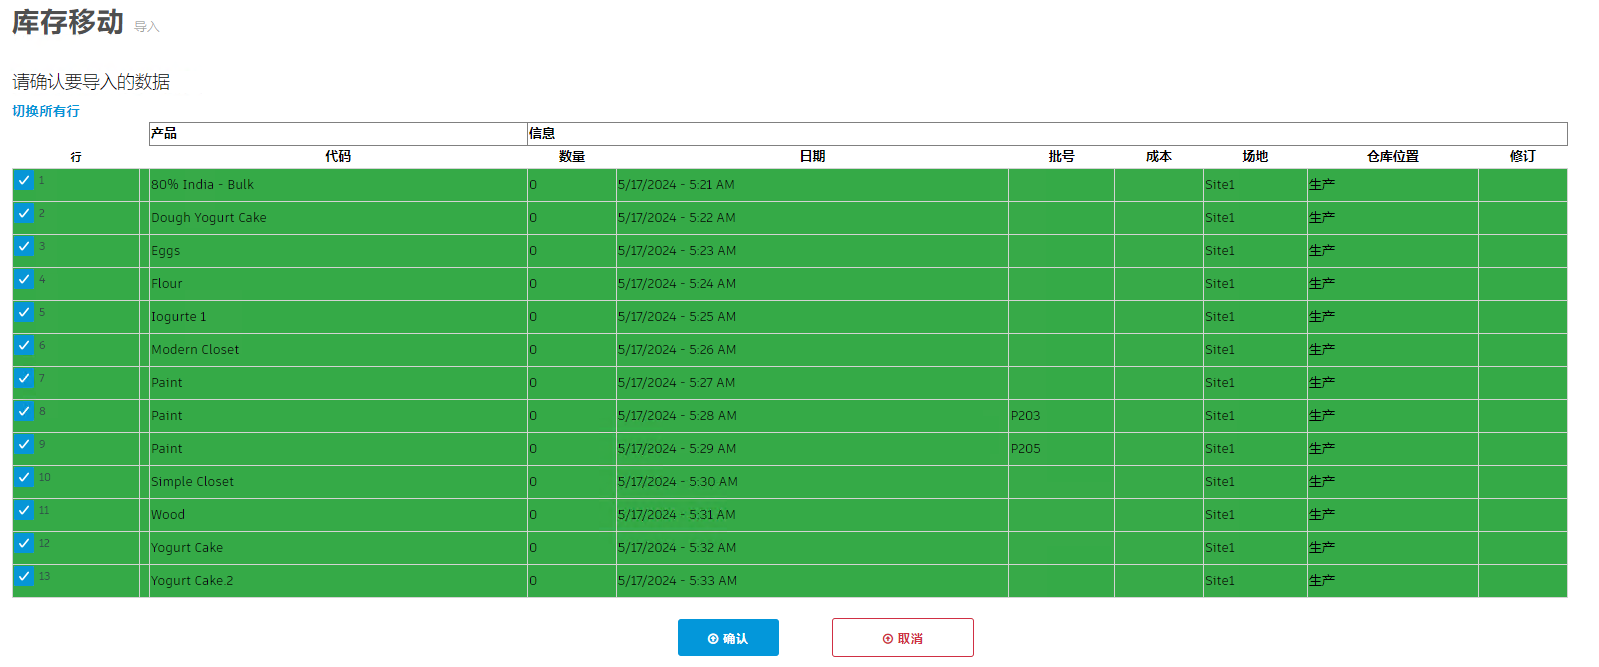 库存移动 导入
请确认要导入的数据
切换所有行
产品 信息
行 代码 数量 日期 批号 成本 场地 仓库位置 修订
1 80% India - Bulk 0 5/17/2024 - 5:21 AM Site1 生产
2 Dough Yogurt Cake 0 5/17/2024 - 5:22 AM Site1 生产
3 Eggs 0 5/17/2024 - 5:23 AM Site1 生产
4 Flour 0 5/17/2024 - 5:24 AM Site1 生产
5 Iogurte 1 0 5/17/2024 - 5:25 AM Site1 生产
6 Modern Closet 0 5/17/2024 - 5:26 AM Site1 生产
7 Paint 0 5/17/2024 - 5:27 AM Site1 生产
8 Paint 0 5/17/2024 - 5:28 AM P203 Site1 生产
9 Paint 0 5/17/2024 - 5:29 AM P205 Site1 生产
10 Simple Closet 0 5/17/2024 - 5:30 AM Site1 生产
11 Wood 0 5/17/2024 - 5:31 AM Site1 生产
12 Yogurt Cake 0 5/17/2024 - 5:32 AM Site1 生产
13 Yogurt Cake.2 0 5/17/2024 - 5:33 AM Site1 生产
确认 取消